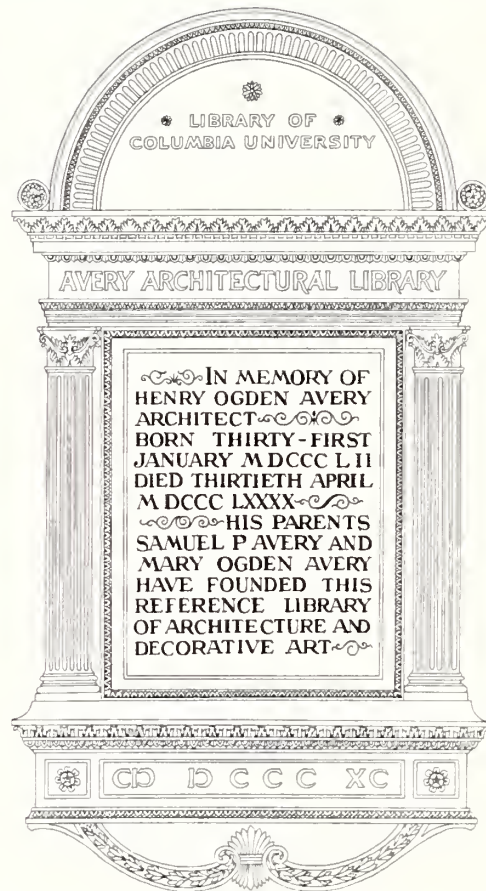 LIBRARY OF
COLUMBIA UNIVERSITY
AVERY ARCHITECTURAL LIBRARY
IN MEMORY OF
HENRY OGDEN AVERY
ARCHITECT
BORN THIRTY-FIRST
JANUARY M DCCC L II
DIED THIRTIETH APRIL
M DCCC LXXXX
HIS PARENTS
SAMUEL P AVERY AND
MARY OGDEN AVERY
HAVE FOUNDED THIS
REFERENCE LIBRARY
OF ARCHITECTURE AND
DECORATIVE ART
CIↃ IↃ C C C XC